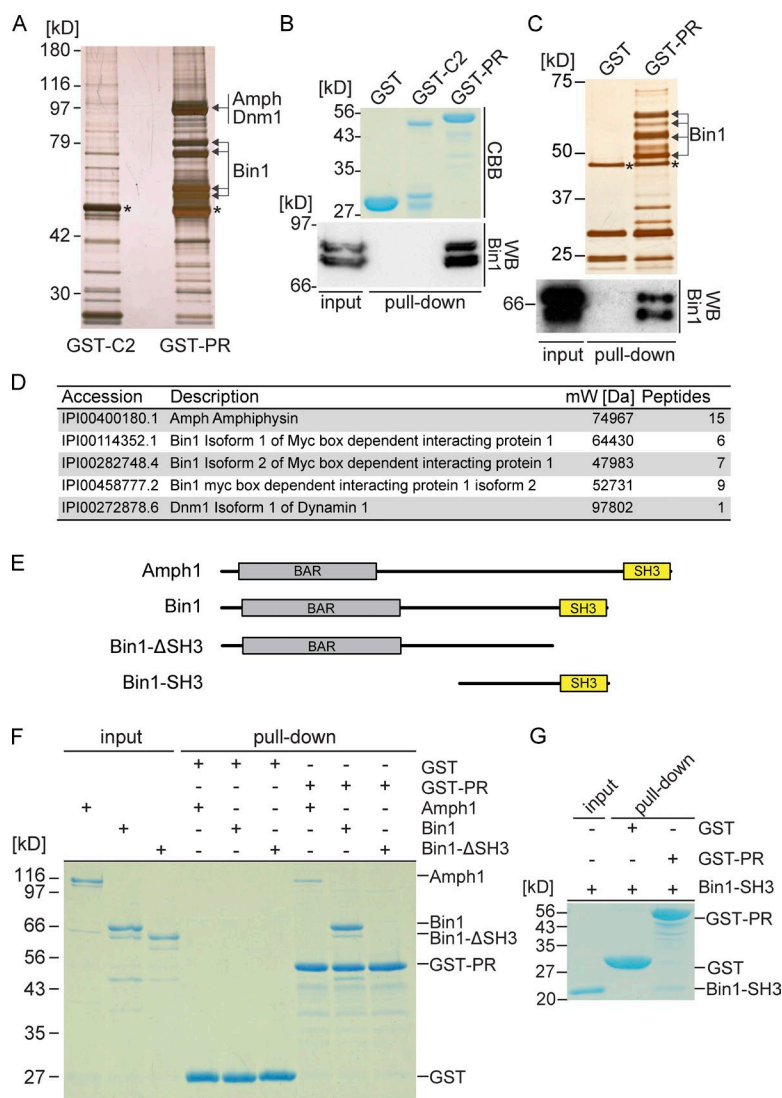 A
[kD]
180
116
97
79
42
30
Amph
Dnm1
Bin1
*
*
GST-C2 GST-PR
B
GST GST-C2 GST-PR
[kD]
56
43
35
27
CBB
[kD]
97
66
WB
Bin1
input pull-down
C
GST GST-PR
[kD]
75
50
37
25
Bin1
*
*
66
WB
Bin1
input pull-down
D
Accession Description mW [Da] Peptides
IPI00400180.1 Amph Amphiphysin 74967 15
IPI00114352.1 Bin1 Isoform 1 of Myc box dependent interacting protein 1 64430 6
IPI00282748.4 Bin1 Isoform 2 of Myc box dependent interacting protein 1 47983 7
IPI00458777.2 Bin1 myc box dependent interacting protein 1 isoform 2 52731 9
IPI00272878.6 Dnm1 Isoform 1 of Dynamin 1 97802 1
E
Amph1 BAR SH3
Bin1 BAR SH3
Bin1-ΔSH3 BAR
Bin1-SH3 SH3
F
input pull-down
+ + + - - - GST
- - - + + + GST-PR
+ + - - + - - Amph1
+ - + - - + - Bin1
+ - - + - - + Bin1-ΔSH3
[kD]
116
97
66
56
43
35
27
Amph1
Bin1
Bin1-ΔSH3
GST-PR
GST
G
input pull-down
- + - GST
- - + GST-PR
+ + + Bin1-SH3
[kD]
56
43
35
27
20
GST-PR
GST
Bin1-SH3